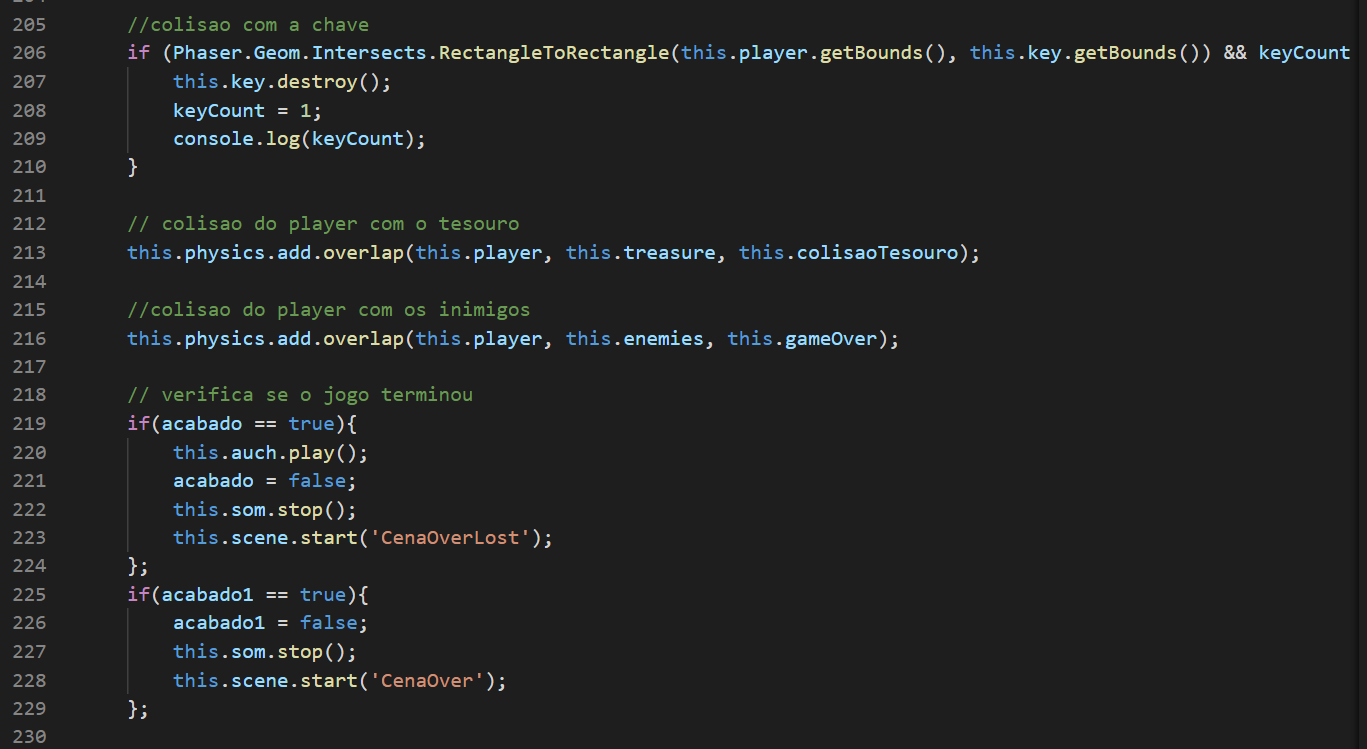 205 //colisao com a chave
206 if (Phaser.Geom.Intersects.RectangleToRectangle(this.player.getBounds(), this.key.getBounds()) && keyCount
207 this.key.destroy();
208 keyCount = 1;
209 console.log(keyCount);
210 }
211
212 // colisao do player com o tesouro
213 this.physics.add.overlap(this.player, this.treasure, this.colisaoTesouro);
214
215 //colisao do player com os inimigos
216 this.physics.add.overlap(this.player, this.enemies, this.gameOver);
217
218 // verifica se o jogo terminou
219 if(acabado == true){
220 this.auch.play();
221 acabado = false;
222 this.som.stop();
223 this.scene.start('CenaOverLost');
224 };
225 if(acabado1 == true){
226 acabado1 = false;
227 this.som.stop();
228 this.scene.start('CenaOver');
229 };
230